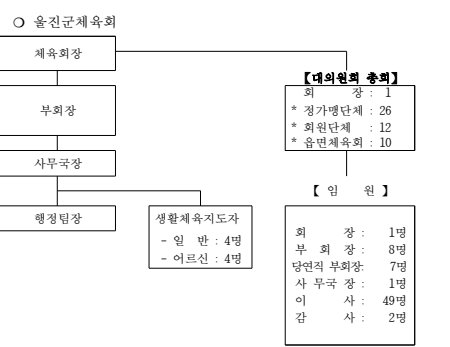 ○ 울진군체육회
체육회장
부회장
사무국장
행정팀장
생활체육지도자
- 일 반 : 4명
- 어르신 : 4명
【대의원회 총회】
회 장 : 1
* 정가맹단체 : 26
* 회원단체 : 12
* 읍면체육회 : 10
【 임 원 】
회 장 : 1명
부 회 장 : 8명
당연직 부회장: 7명
사 무국 장 : 1명
이 사 : 49명
감 사 : 2명